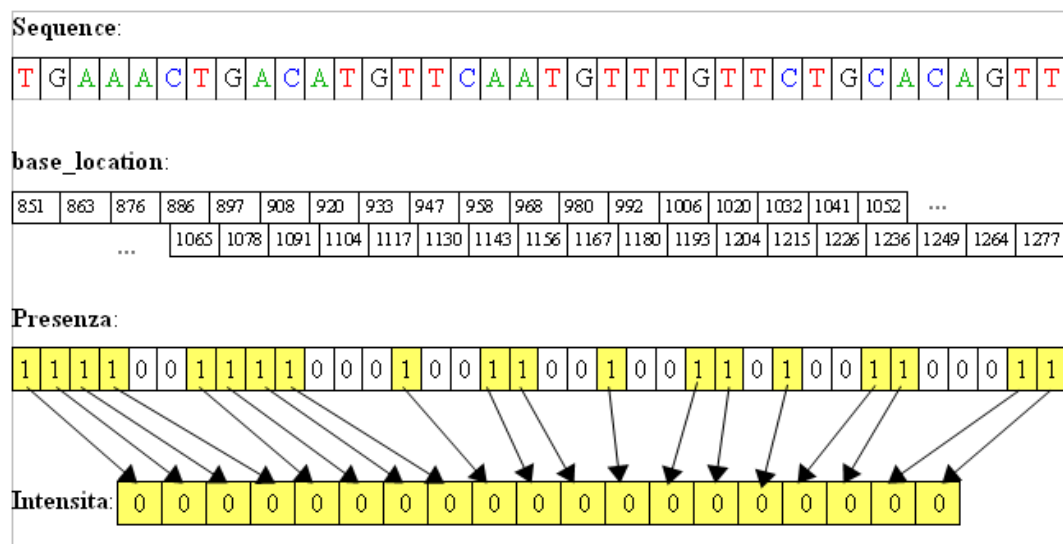 Sequence:
T G A A A C T G A C A T G T T C A A T G T T T G T T C T G C A C A G T T
base_location:
851 863 876 886 897 908 920 933 947 958 968 980 992 1006 1020 1032 1041 1052 ...
... 1065 1078 1091 1104 1117 1130 1143 1156 1167 1180 1193 1204 1215 1226 1236 1249 1264 1277
Presenza:
1 1 1 1 0 0 1 1 1 1 0 0 0 1 0 0 1 1 0 0 1 0 0 1 1 0 1 0 0 1 1 0 0 0 1 1
Intensita: 0 0 0 0 0 0 0 0 0 0 0 0 0 0 0 0 0 0 0